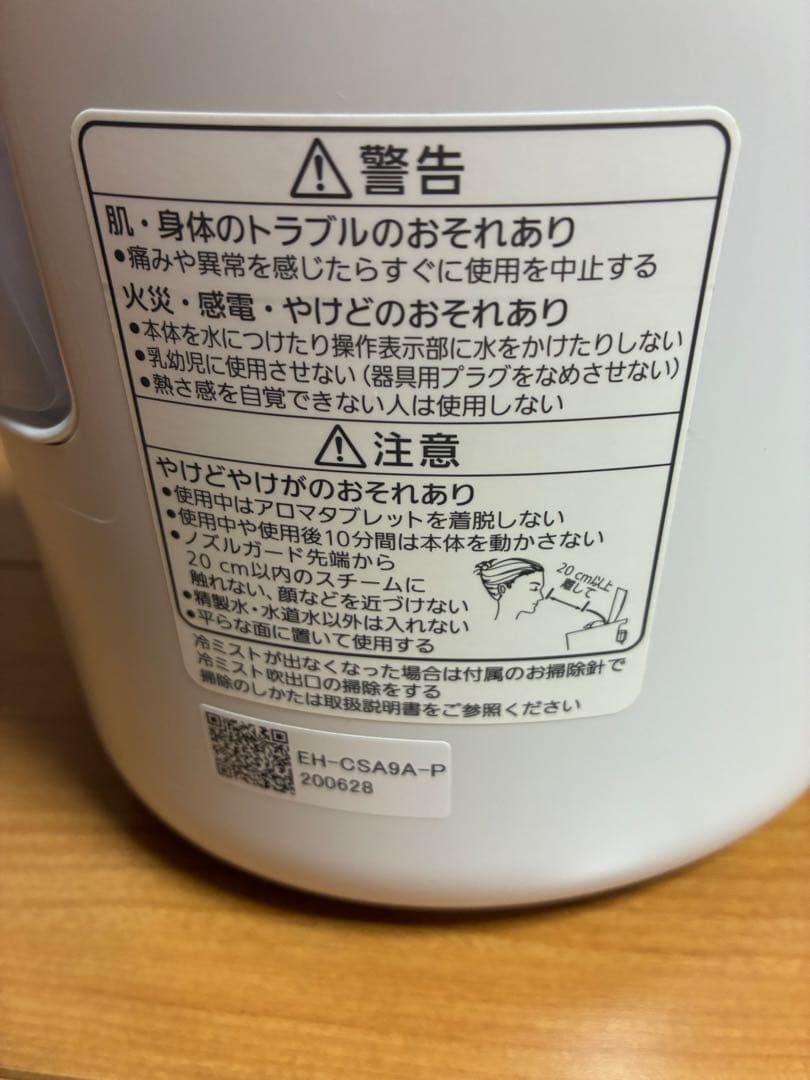 警告
肌・身体のトラブルのおそれあり
●痛みや異常を感じたらすぐに使用を中止する
火災・感電・やけどのおそれあり
●本体を水につけたり操作表示部に水をかけたりしない
●乳幼児に使用させない(器具用プラグをなめさせない)
●熱さ感を自覚できない人は使用しない
注意
やけどやけがのおそれあり
●使用中はアロマタブレットを着脱しない
●使用中や使用後10分間は本体を動かさない
●ノズルガード先端から
20 cm以内のスチームに
触れない、顔などを近づけない
20 cm以上
離して
●精製水・水道水以外は入れない
●平らな面に置いて使用する
冷ミストが出なくなった場合は付属のお掃除針で
冷ミスト吹出口の掃除をする
掃除のしかたは取扱説明書をご参照ください
EH-CSA9A-P
200628